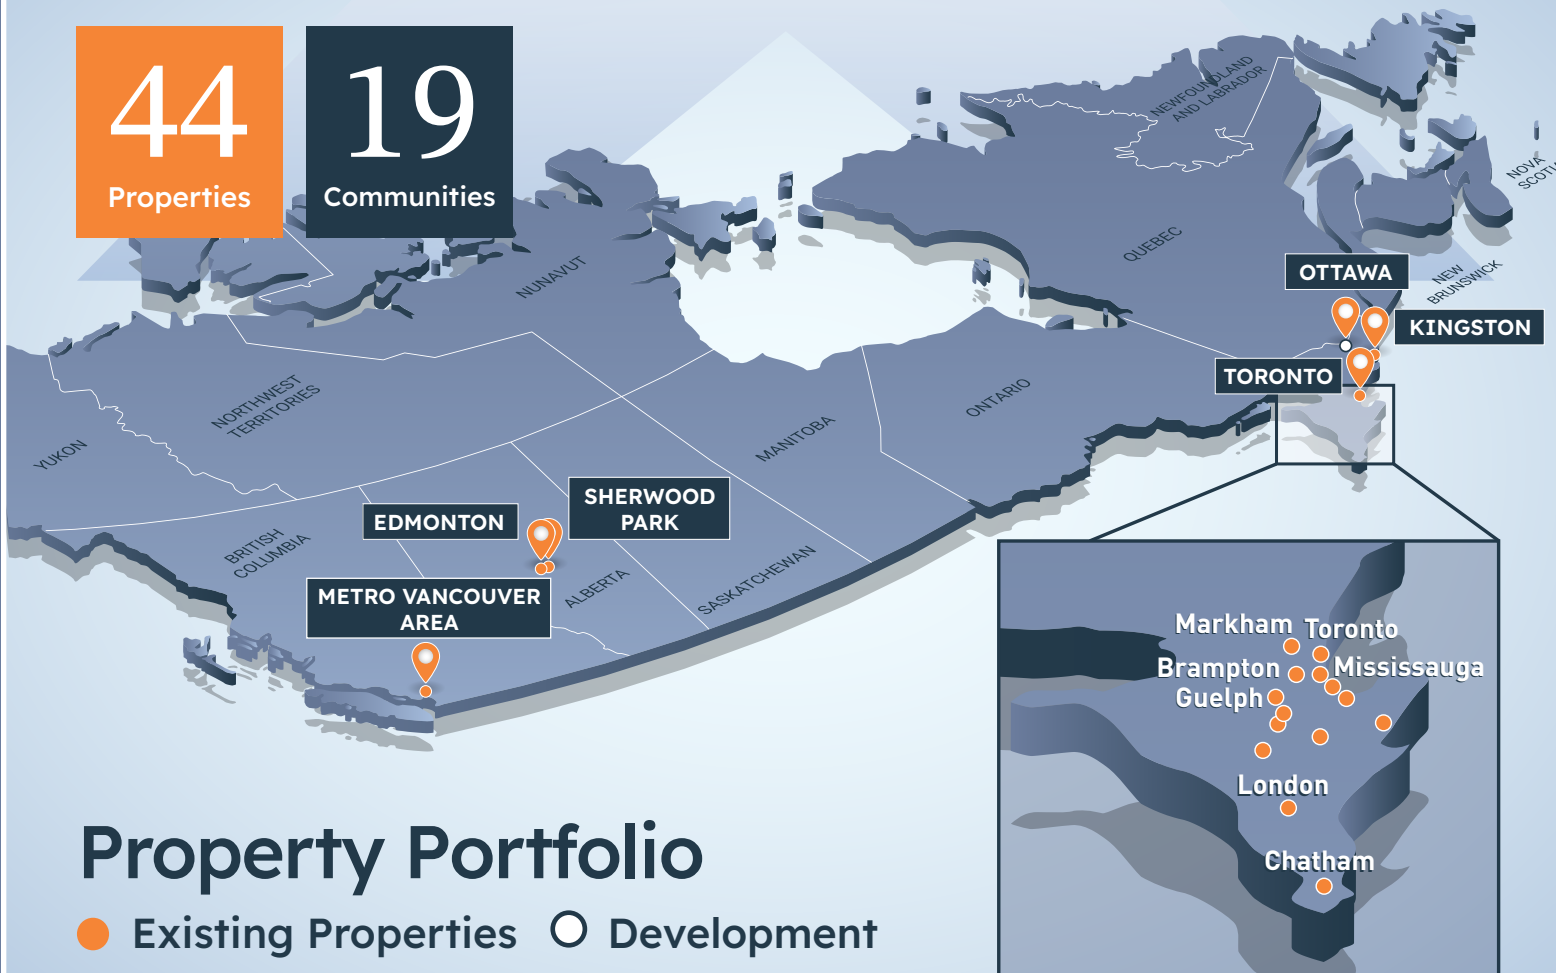 44
Properties
19
Communities
NEWFOUNDLAND
AND LABRADOR
NOVA
SCOTI
QUEBEC
NEW
BRUNSWICK
NUNAVUT
OTTAWA
KINGSTON
TORONTO
NORTHWEST
TERRITORIES
YUKON
ONTARIO
MANITOBA
SHERWOOD
PARK
EDMONTON
BRITISH
COLUMBIA
ALBERTA
SASKATCHEWAN
METRO VANCOUVER
AREA
Markham
Toronto
Brampton
Mississauga
Guelph
London
Chatham
Property Portfolio
Existing Properties
Development